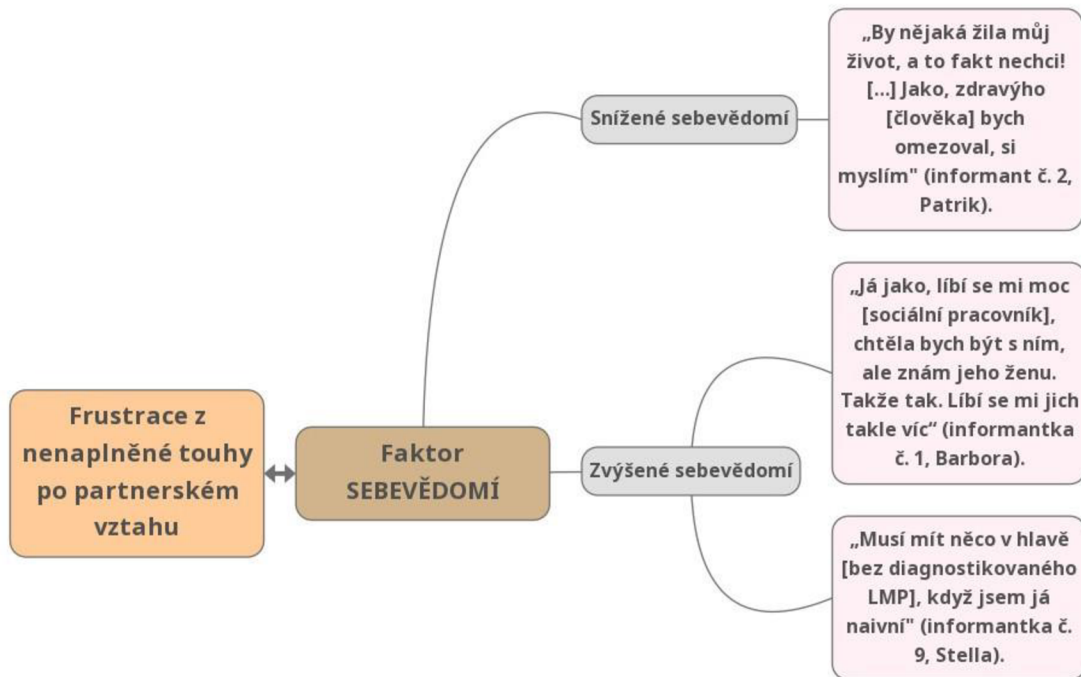 Frustrace z
nenaplněné touhy
po partnerském
vztahu
Faktor
SEBEVĚDOMÍ
Snížené sebevědomí
„By nějaká žila můj
život, a to fakt nechci!
[...] Jako, zdravýho
[člověka] bych
omezoval, si
myslím" (informant č. 2,
Patrik).
Zvýšené sebevědomí
„Já jako, líbí se mi moc
[sociální pracovník],
chtěla bych být s ním,
ale znám jeho ženu.
Takže tak. Líbí se mi jich
takle víc“ (informantka
č. 1, Barbora).
„Musí mít něco v hlavě
[bez diagnostikovaného
LMP], když jsem já
naivní" (informantka č.
9, Stella).